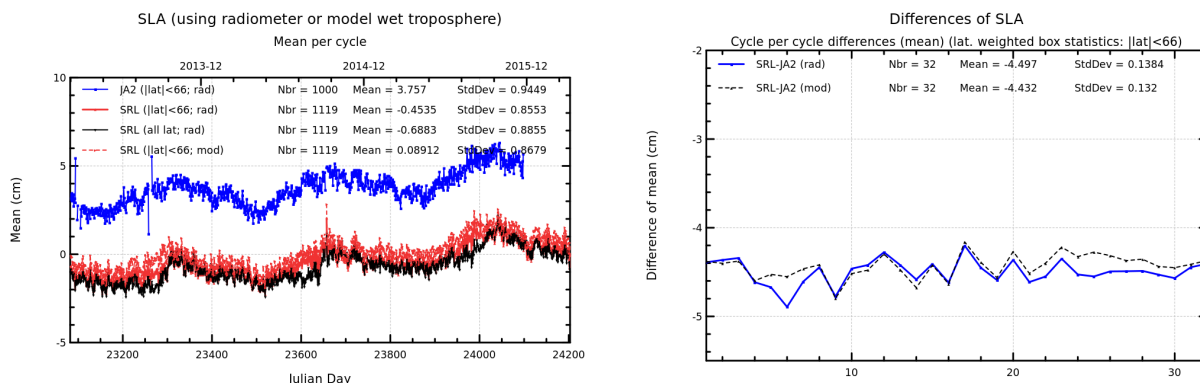 SLA (using radiometer or model wet troposphere)
Mean per cycle
2013-12 2014-12 2015-12
10
5
0
-5
Mean (cm)
JA2 (|lat|<66; rad) Nbr = 1000 Mean = 3.757 StdDev = 0.9449
SRL (|lat|<66; rad) Nbr = 1119 Mean = -0.4535 StdDev = 0.8553
SRL (all lat; rad) Nbr = 1119 Mean = -0.6883 StdDev = 0.8855
SRL (|lat|<66; mod) Nbr = 1119 Mean = 0.08912 StdDev = 0.8679
23200 23400 23600 23800 24000 24200
Julian Day
Differences of SLA
Cycle per cycle differences (mean) (lat. weighted box statistics: |lat|<66)
-2
-3
-4
-5
Difference of mean (cm)
SRL-JA2 (rad) Nbr = 32 Mean = -4.497 StdDev = 0.1384
SRL-JA2 (mod) Nbr = 32 Mean = -4.432 StdDev = 0.132
10 20 30